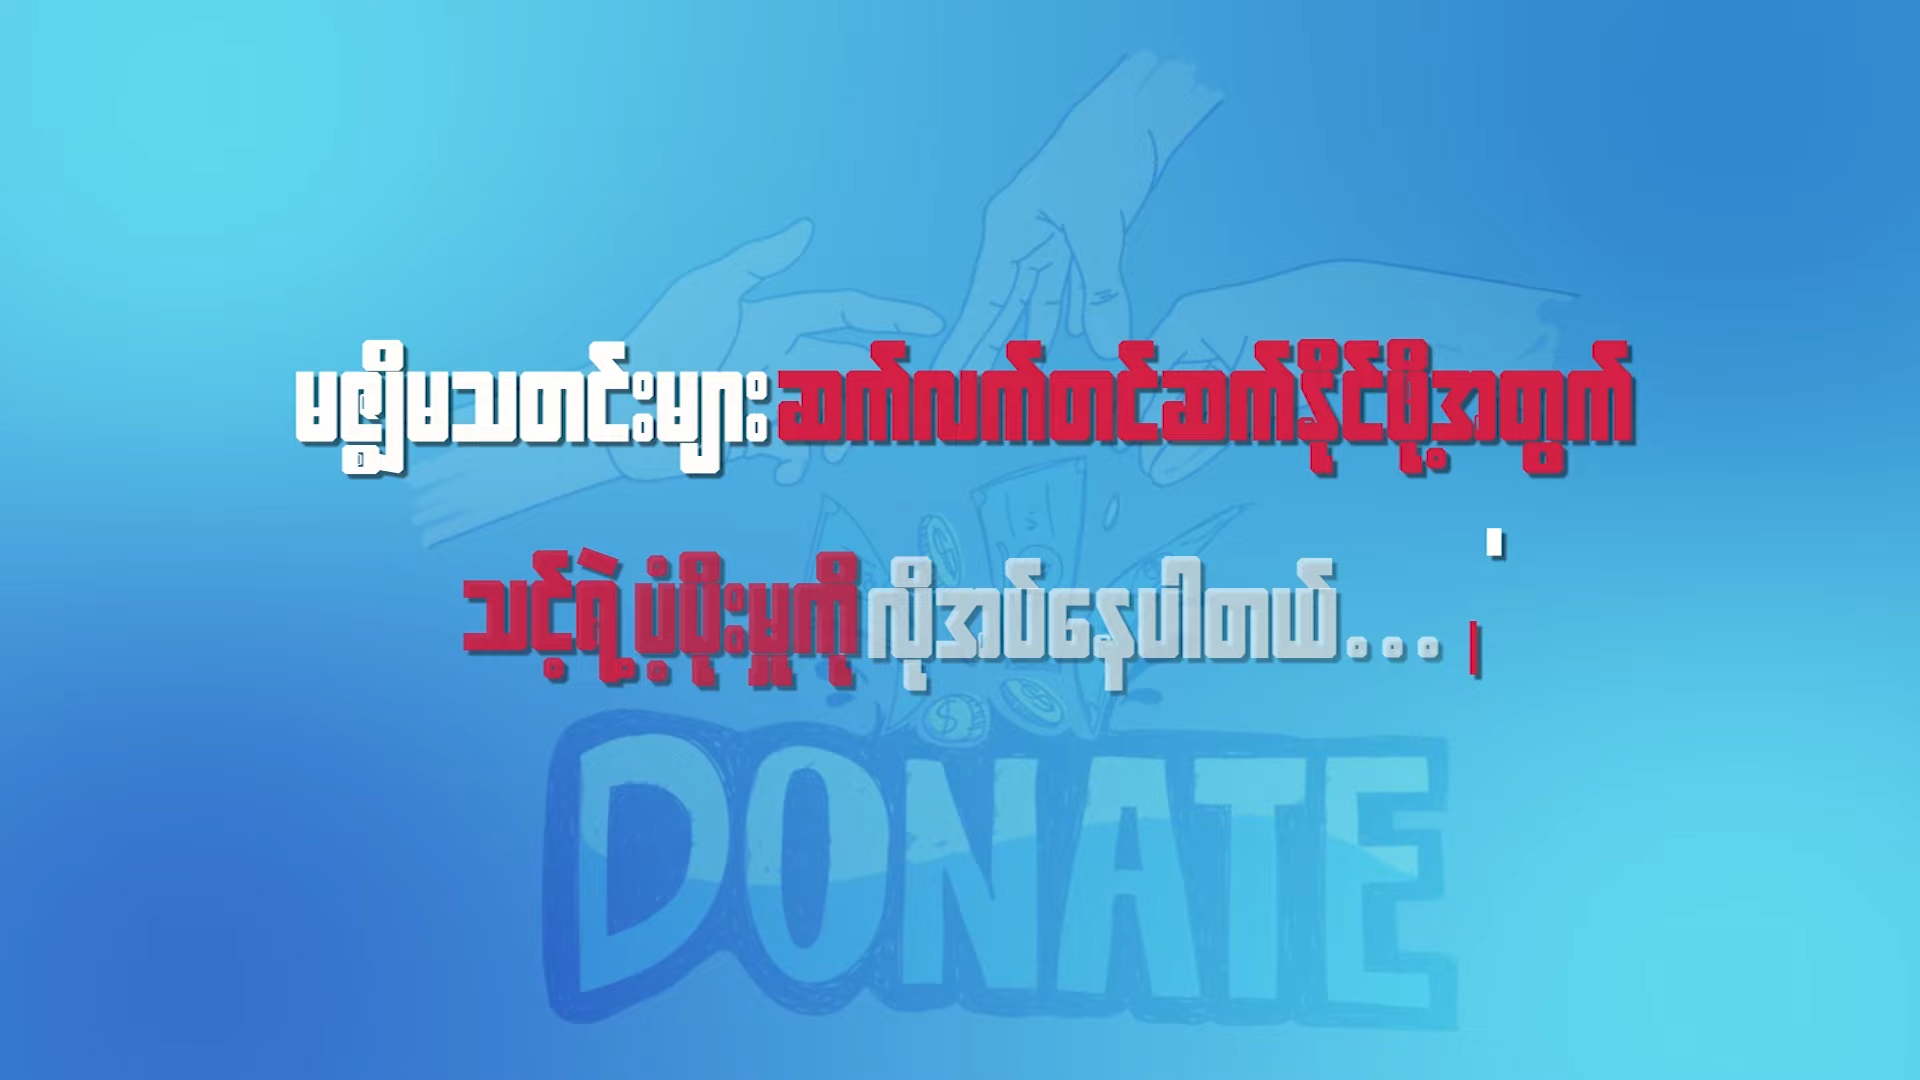 မဇ္ဈိမသတင်းများ ဆက်လက်တင်ဆက်နိုင်ဖို့အတွက်
သင့်ရဲ့ ပံ့ပိုးမှုကို လိုအပ်နေပါတယ်...
DONATE